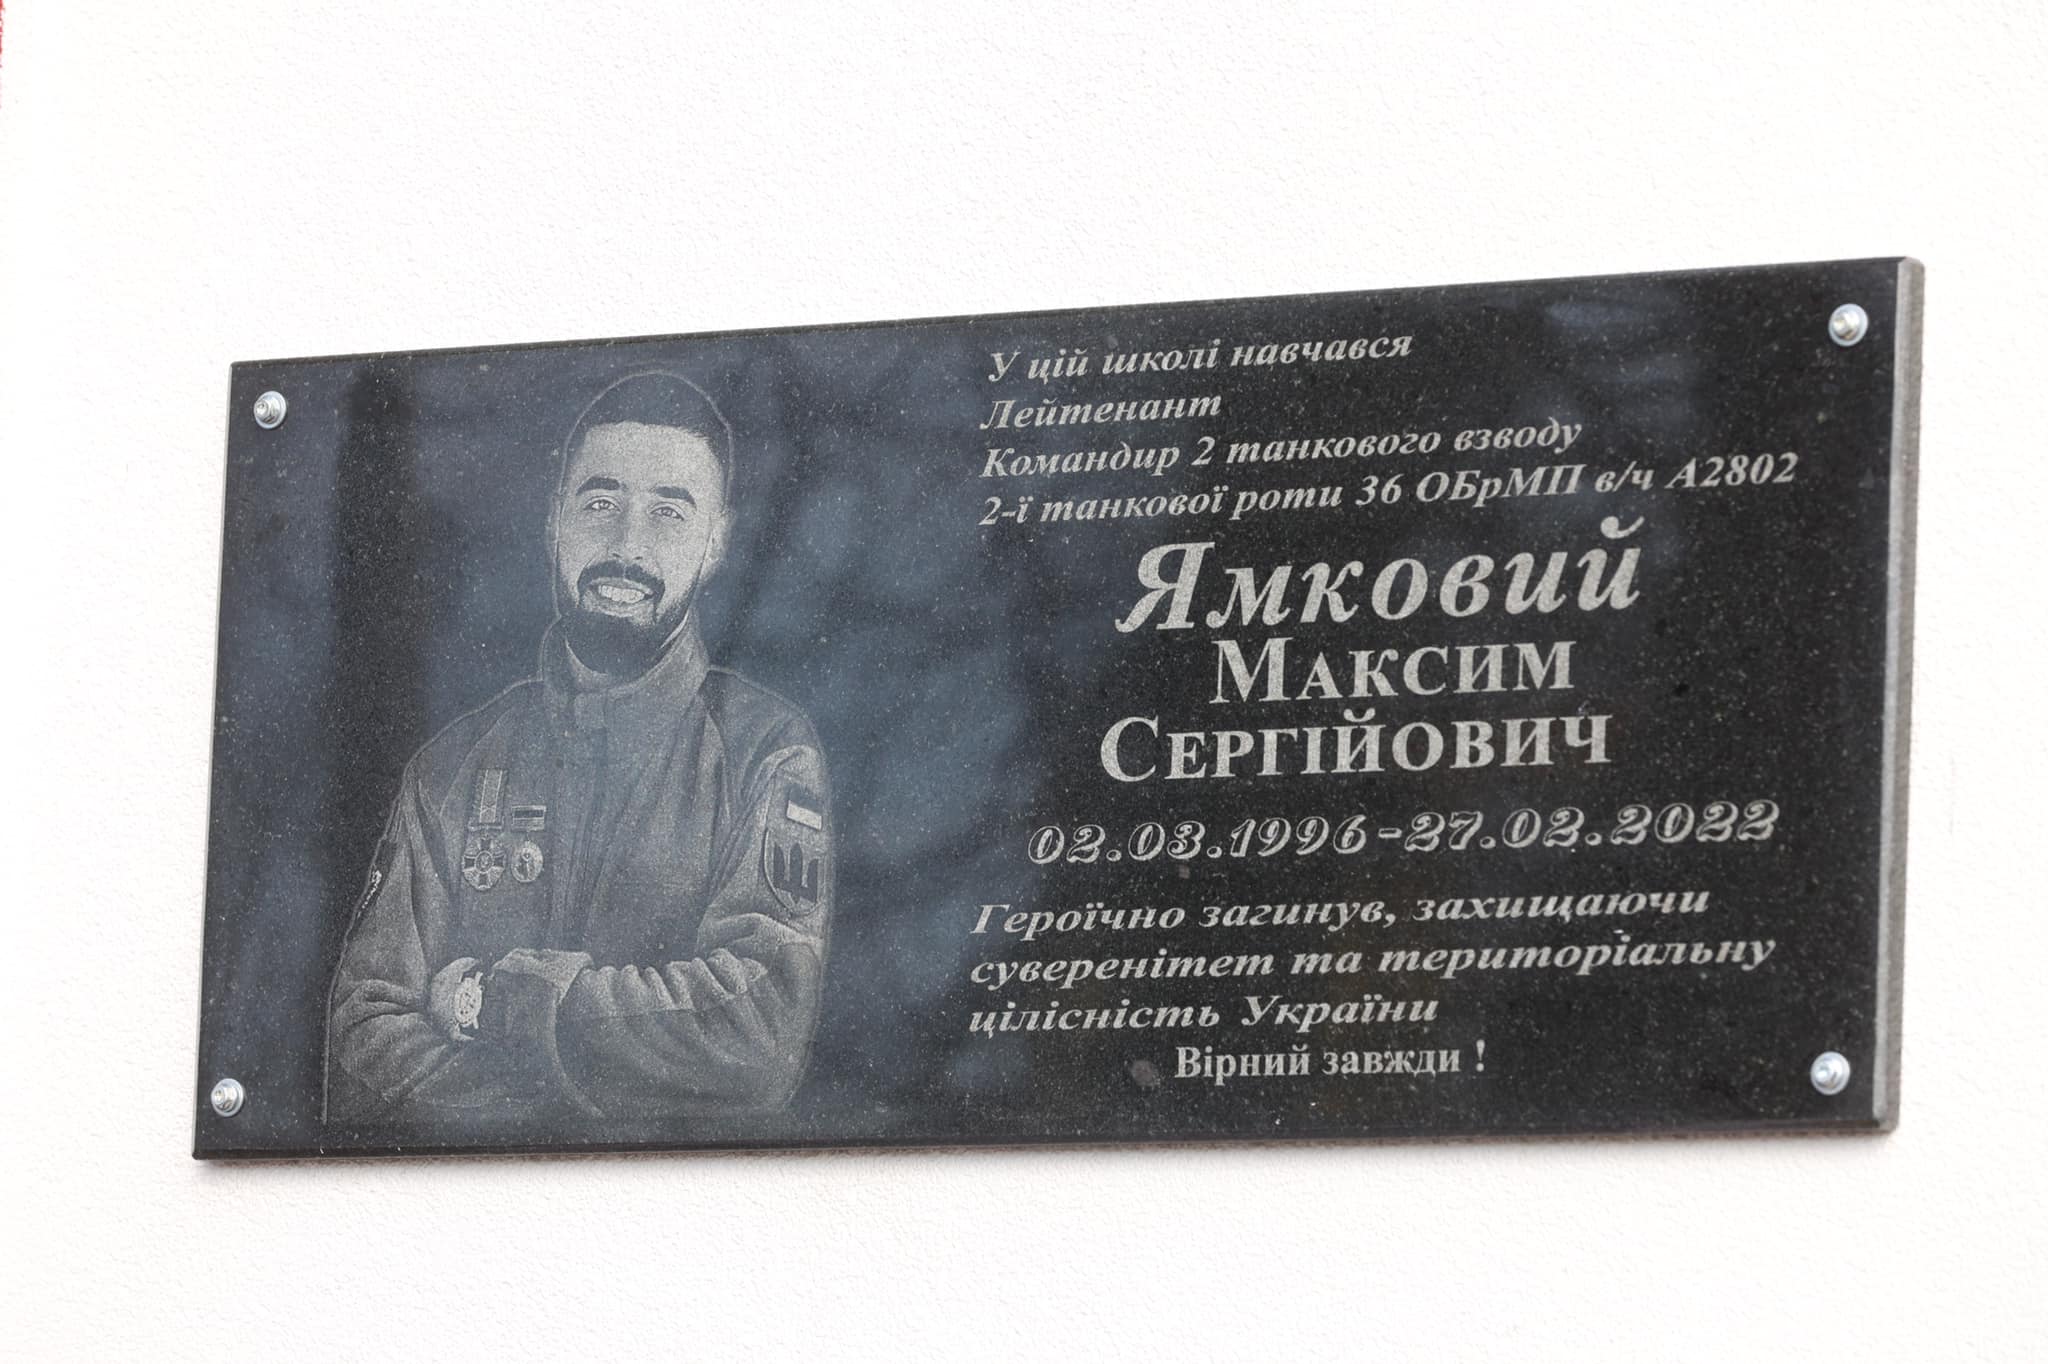 У цій школі навчався
Лейтенант
Командир 2 танкового взводу
2-ї танкової роти 36 ОБрМП в/ч А2802
Ямковий
Максим
Сергійович
02.03.1996-27.02.2022
Героїчно загинув, захищаючи
суверенітет та територіальну
цілісність України
Вірний завжди !